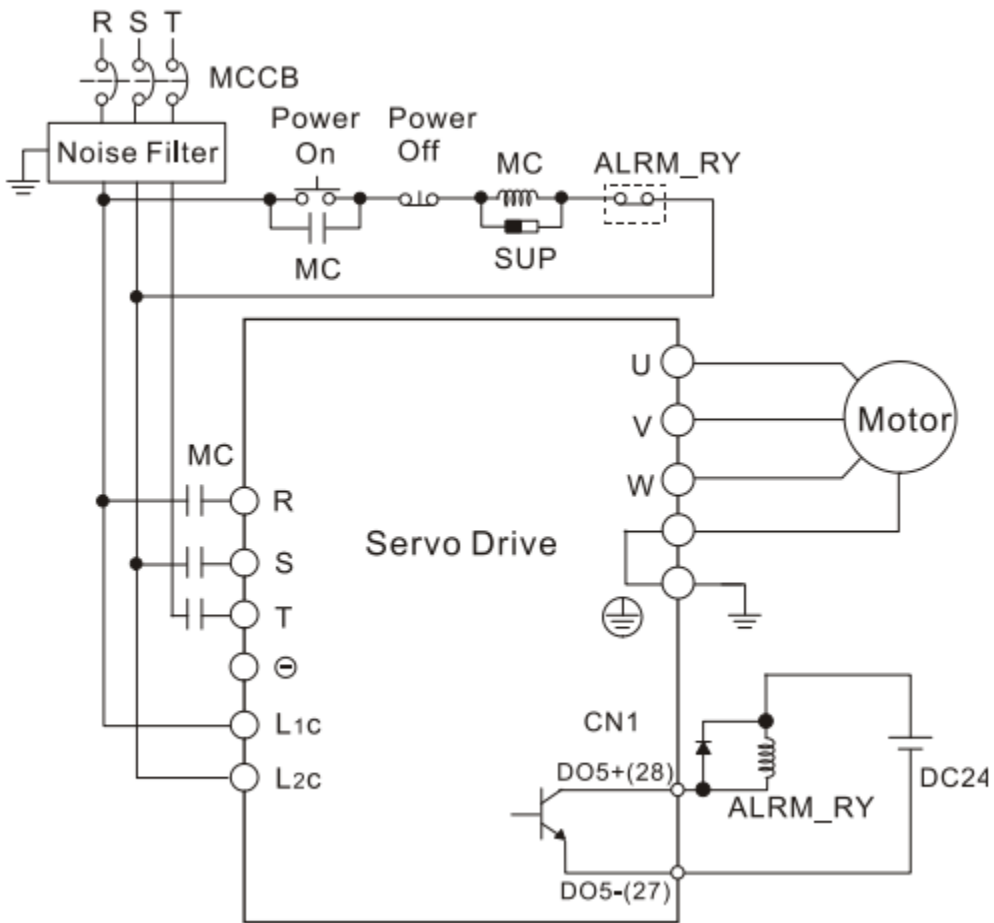 R S T
MCCB
Noise Filter
Power
On
Power
Off
MC
ALRM_RY
MC
SUP
MC
R
S
T
⊖
L1c
L2c
Servo Drive
U
V
W
Motor
CN1
DO5+(28)
DO5-(27)
ALRM_RY
DC24